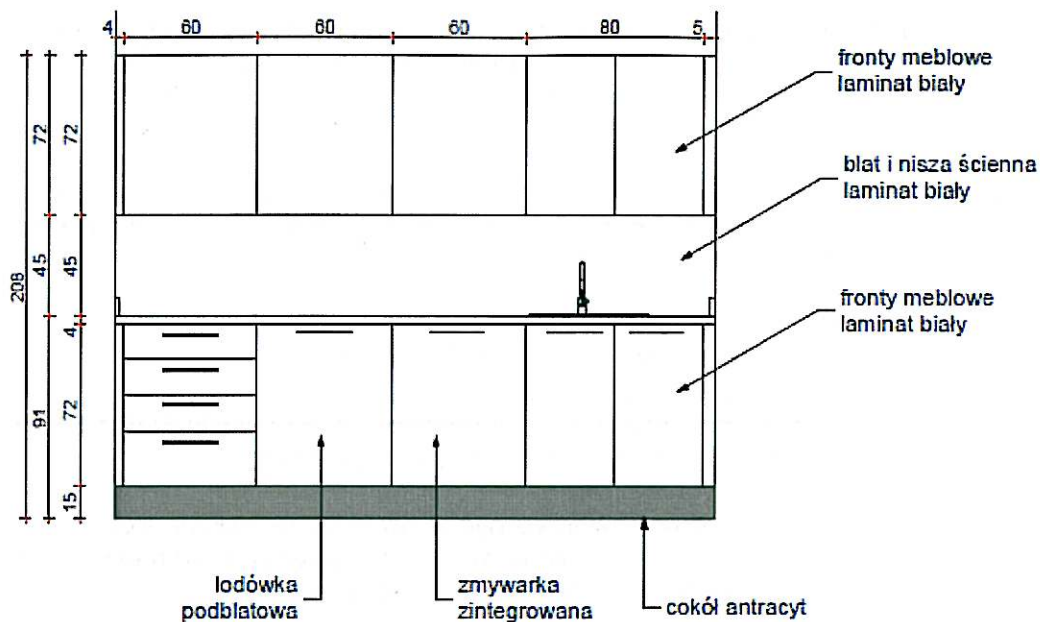 4 60 60 60 80 5
fronty meblowe
laminat biały
72 72
blat i nisza ścienna
laminat biały
208 45 45
fronty meblowe
laminat biały
4
91 72
15
lodówka
podblatowa
zmywarka
zintegrowana
cokół antracyt